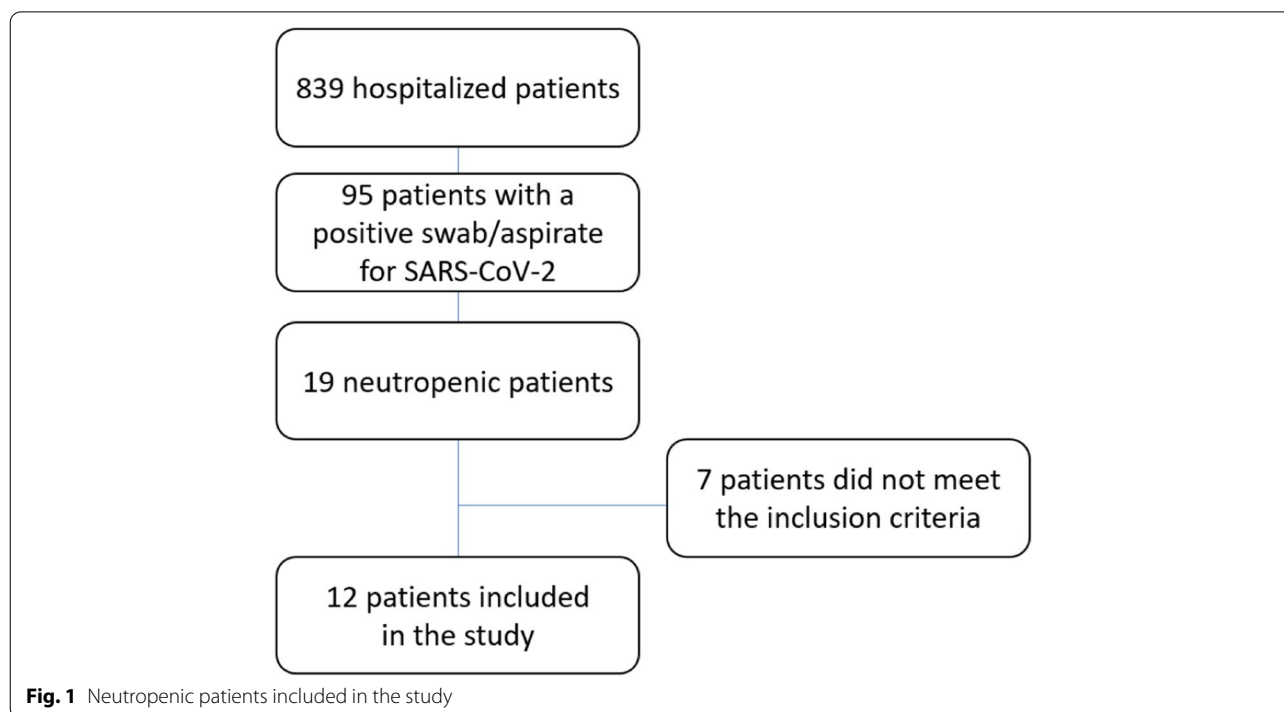 839 hospitalized patients
95 patients with a
positive swab/aspirate
for SARS-CoV-2
19 neutropenic patients
7 patients did not meet
the inclusion criteria
12 patients included
in the study
Fig. 1 Neutropenic patients included in the study